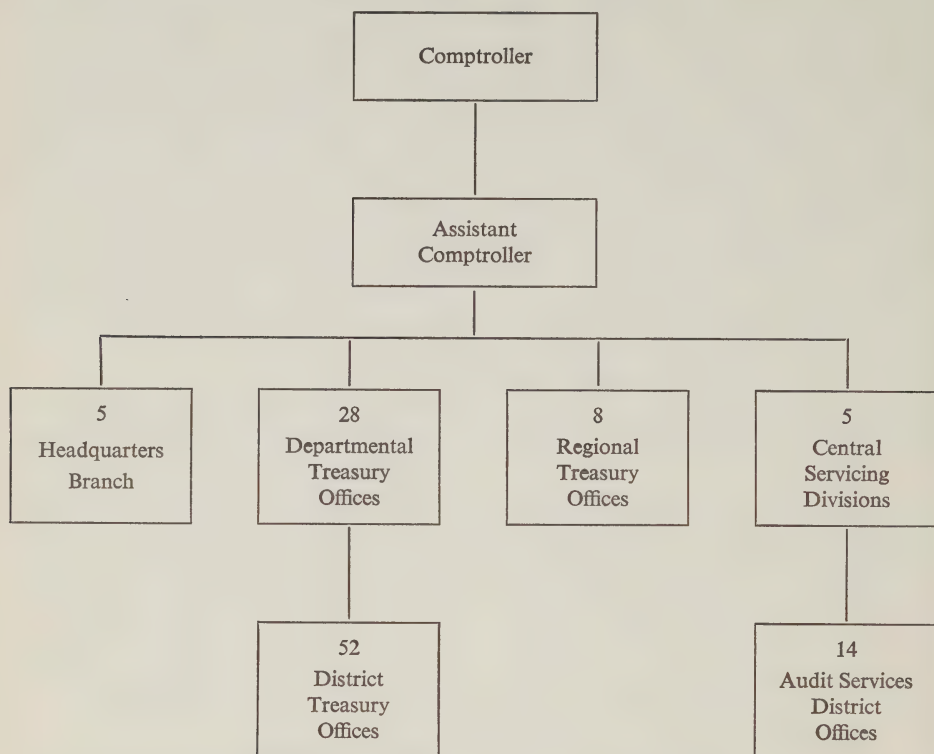 Comptroller
Assistant
Comptroller
5
Headquarters
Branch
28
Departmental
Treasury
Offices
8
Regional
Treasury
Offices
5
Central
Servicing
Divisions
52
District
Treasury
Offices
14
Audit Services
District
Offices